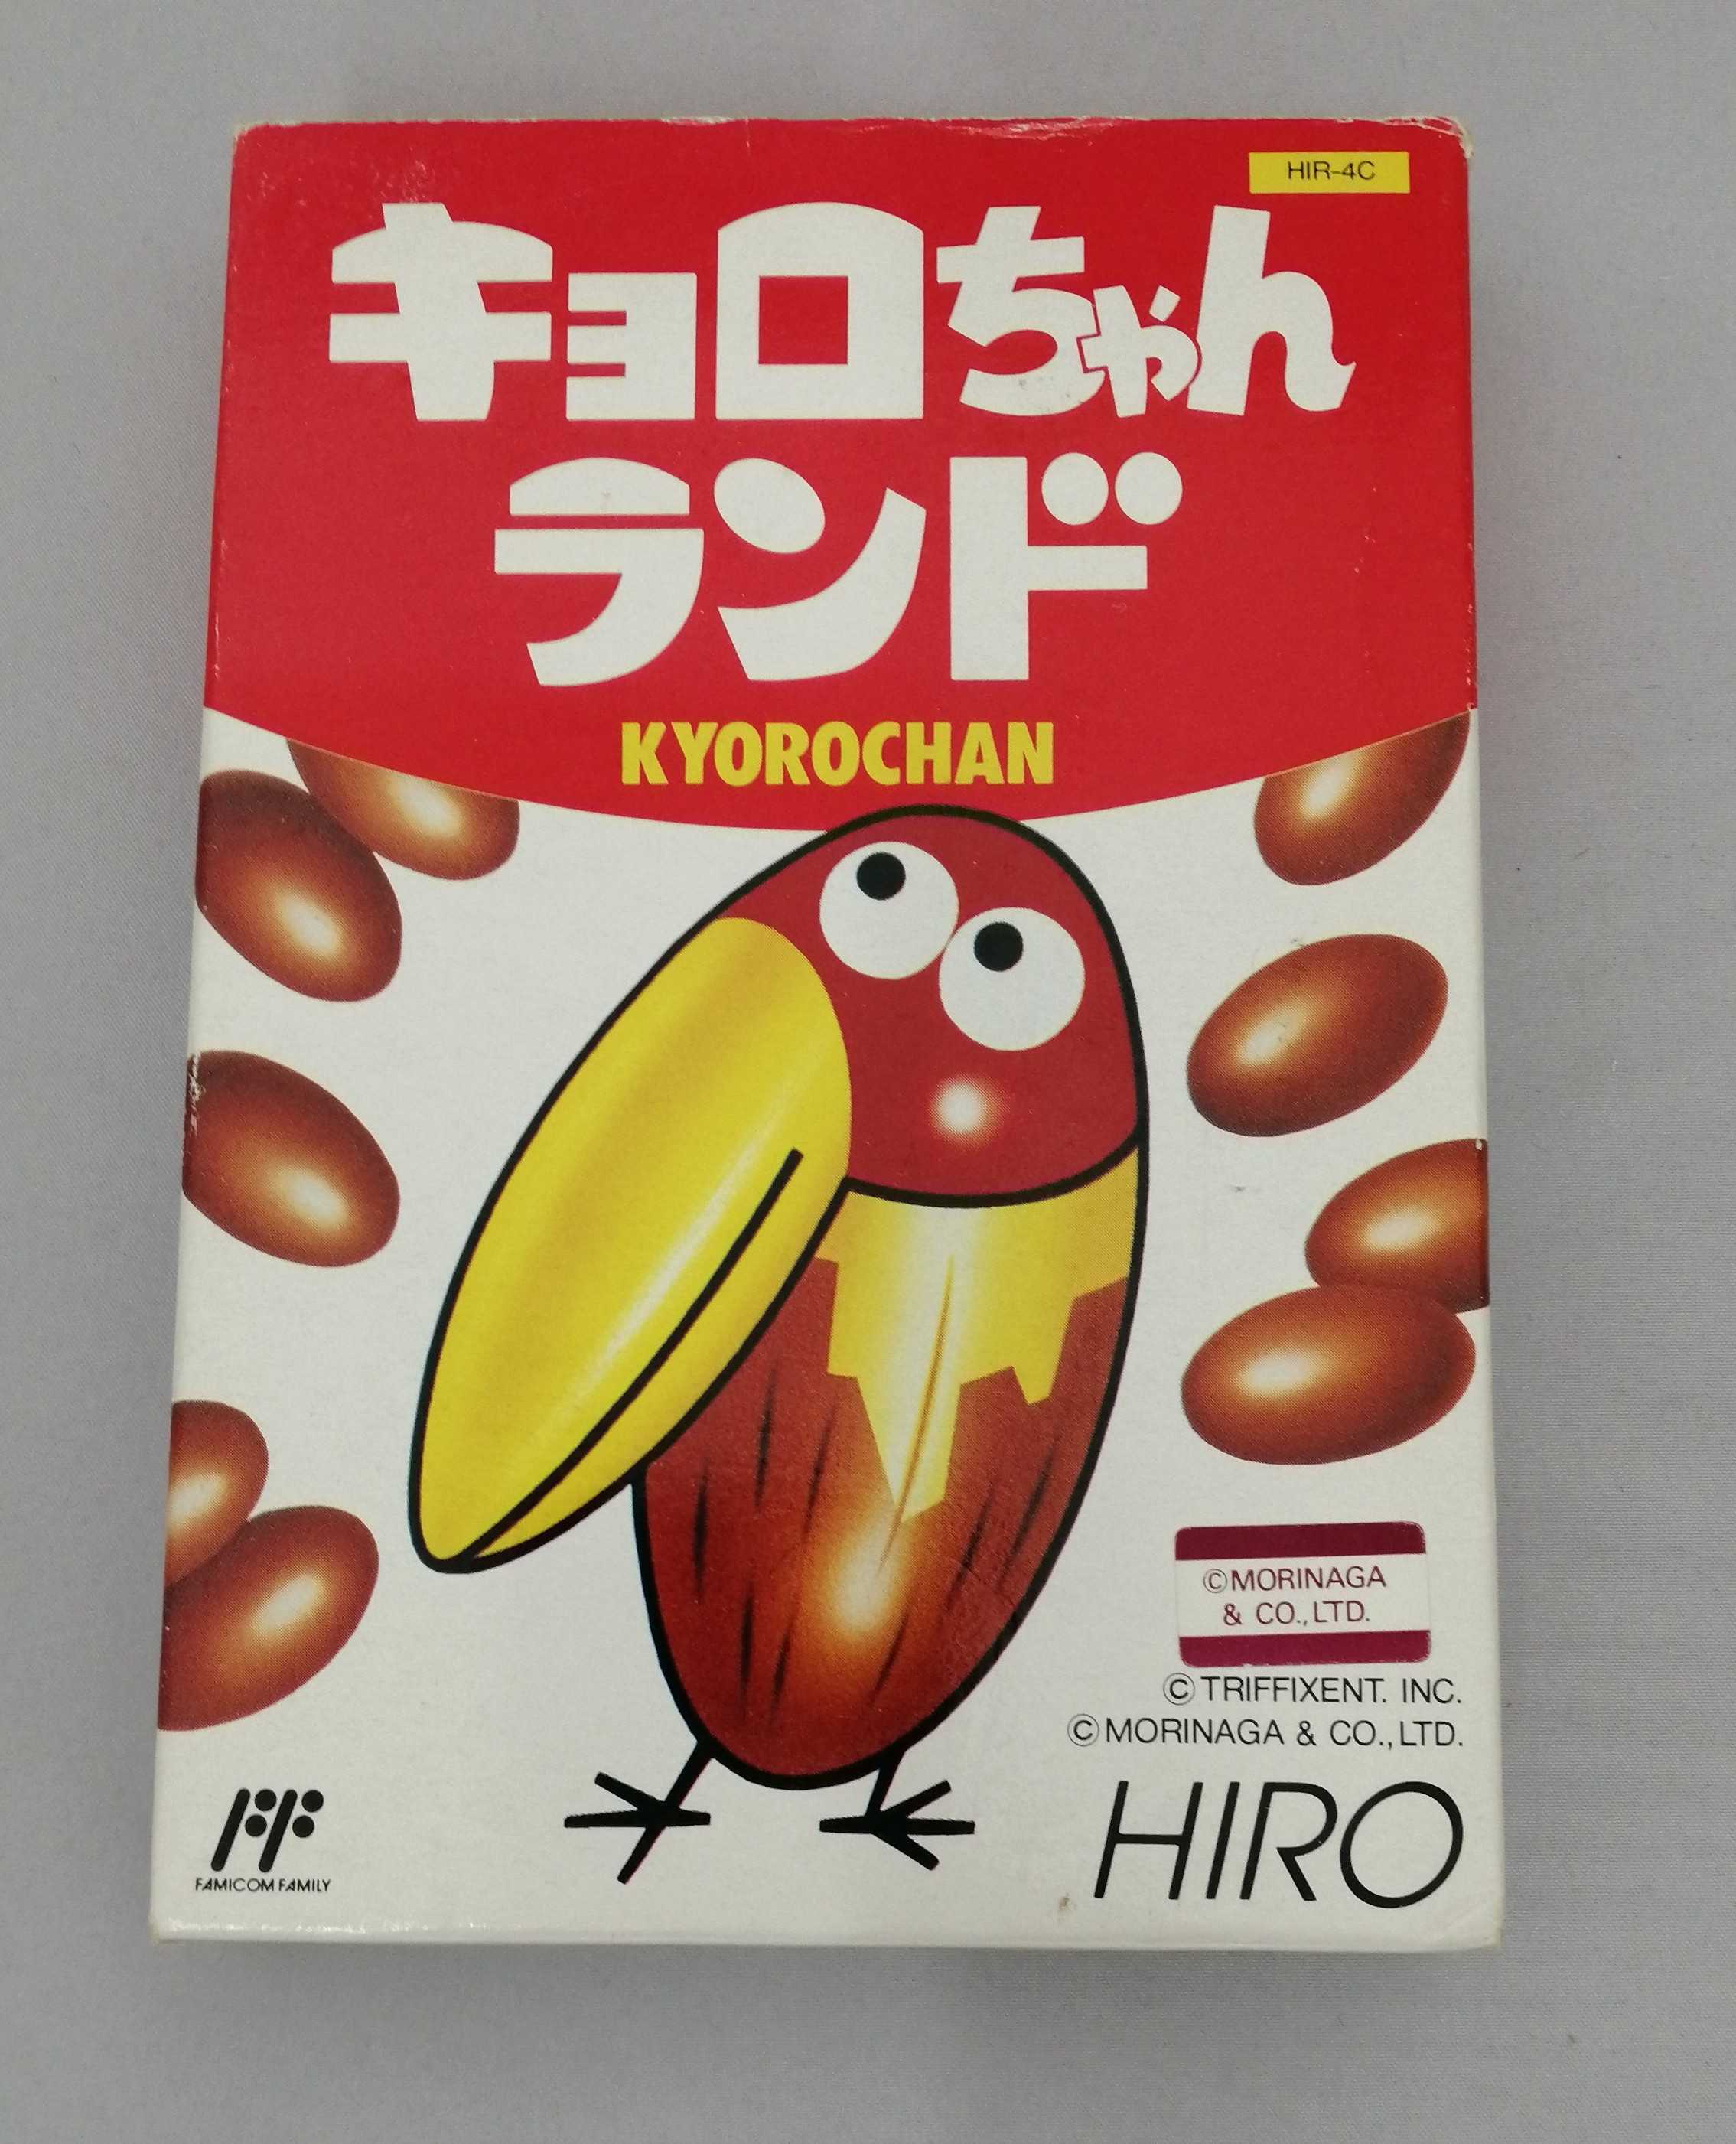 HIR-4C
キョロちゃん
ランド
KYOROCHAN
©MORINAGA
& CO.,LTD.
©TRIFFIXENT. INC.
©MORINAGA & CO.,LTD.
HIRO
FF
FAMICOM FAMILY